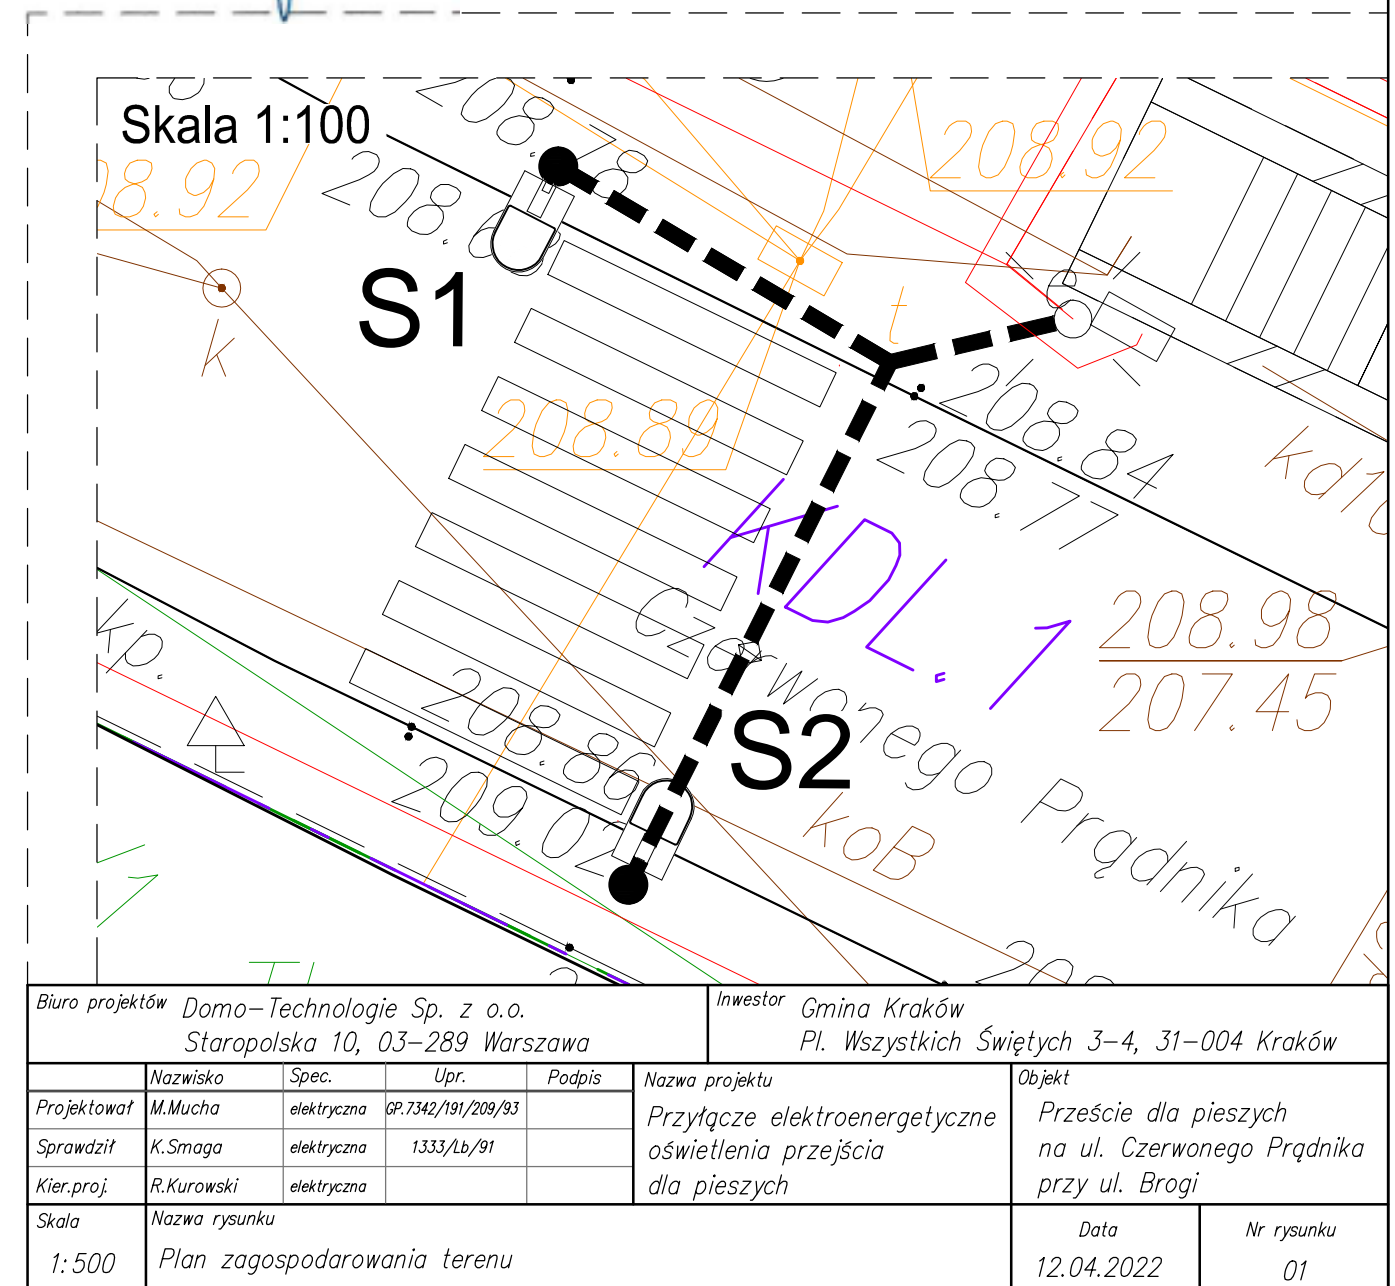 Skala 1:100
208.78
208.92
208.92
S1
t
k
208.84
208.77
208.89
kd10
KDL.1
208.98
207.45
Czerwonego Prądnika
kp.
S2
208.86
209.02
koB
Biuro projektów
Domo-Technologie Sp. z o.o.
Staropolska 10, 03-289 Warszawa
Inwestor
Gmina Kraków
Pl. Wszystkich Świętych 3-4, 31-004 Kraków
Nazwisko Spec. Upr. Podpis
Projektował M.Mucha elektryczna GP.7342/191/209/93
Sprawdził K.Smaga elektryczna 1333/Lb/91
Kier.proj. R.Kurowski elektryczna
Nazwa projektu
Przyłącze elektroenergetyczne
oświetlenia przejścia
dla pieszych
Objekt
Przeście dla pieszych
na ul. Czerwonego Prądnika
przy ul. Brogi
Skala
1:500
Nazwa rysunku
Plan zagospodarowania terenu
Data
12.04.2022
Nr rysunku
01